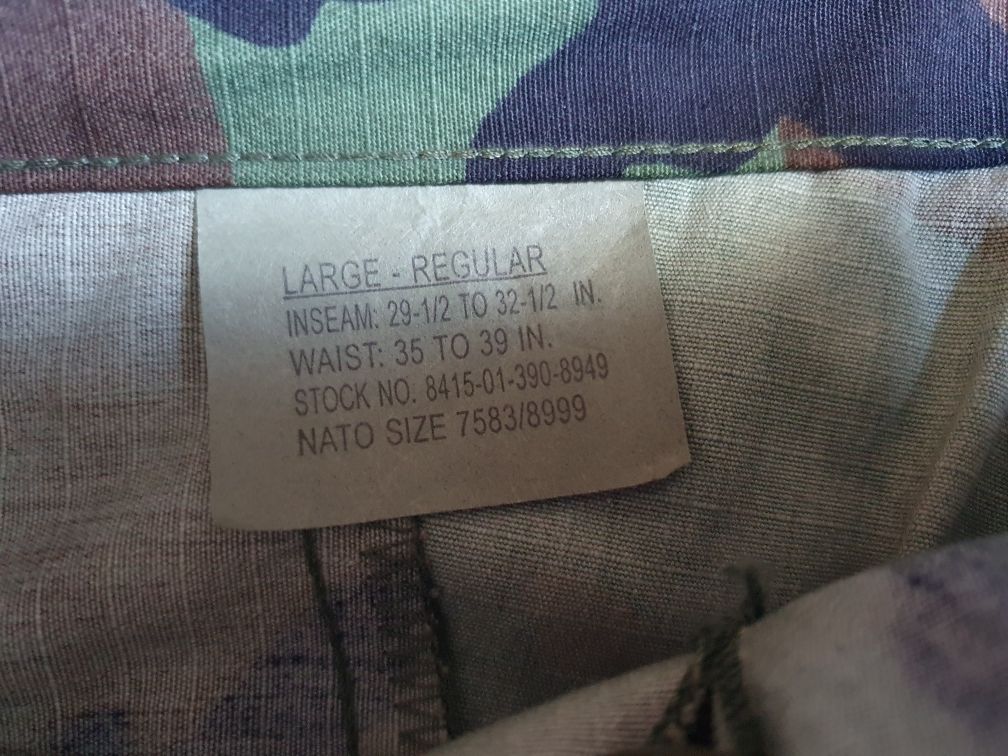 LARGE - REGULAR
INSEAM: 29-1/2 TO 32-1/2 IN.
WAIST: 35 TO 39 IN.
STOCK NO. 8415-01-390-8949
NATO SIZE 7583/8999